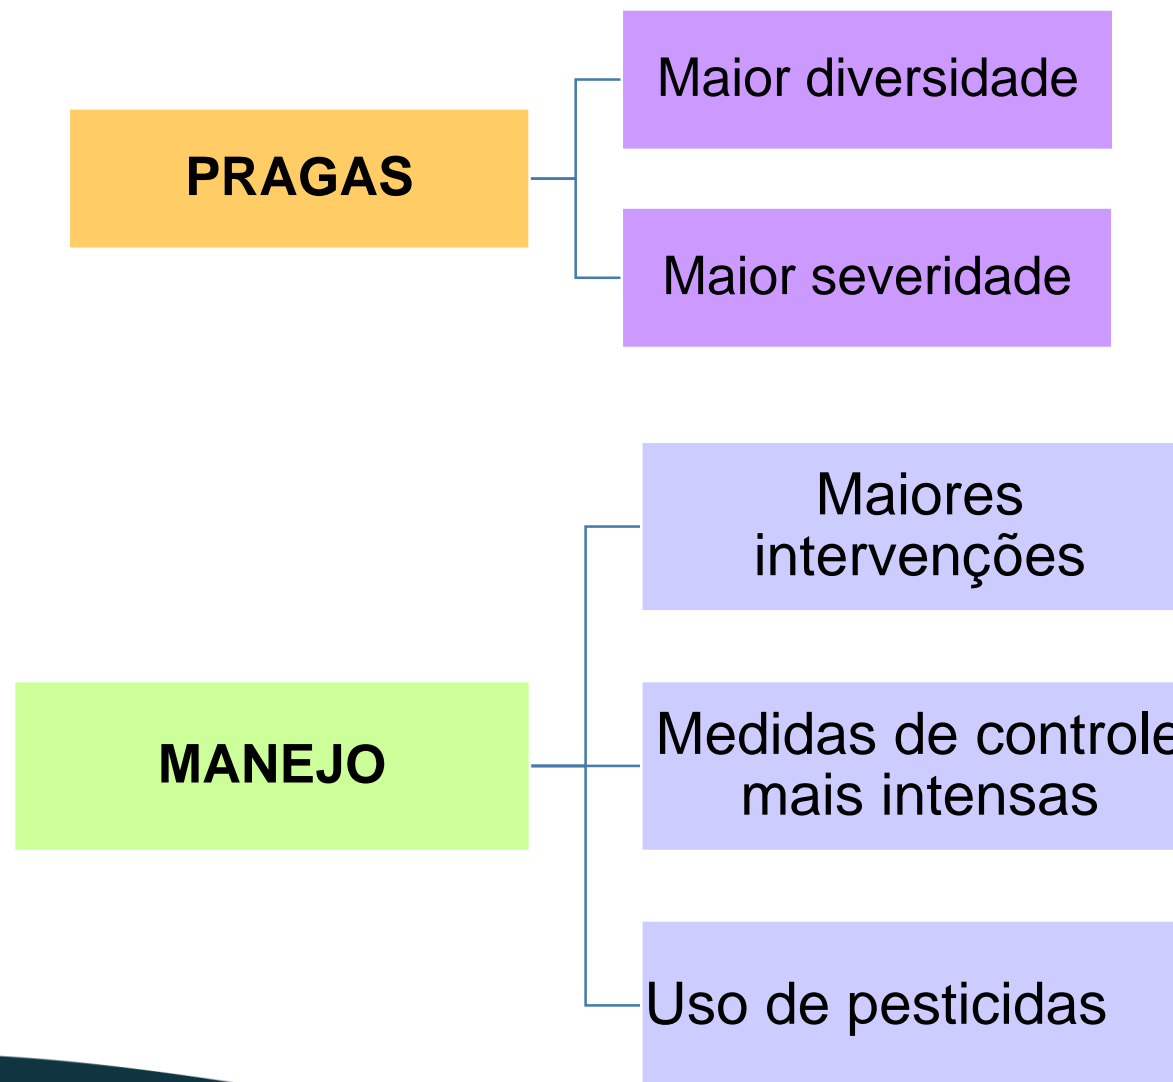 Maior diversidade
PRAGAS
Maior severidade
Maiores
intervenções
MANEJO
Medidas de controle
mais intensas
Uso de pesticidas